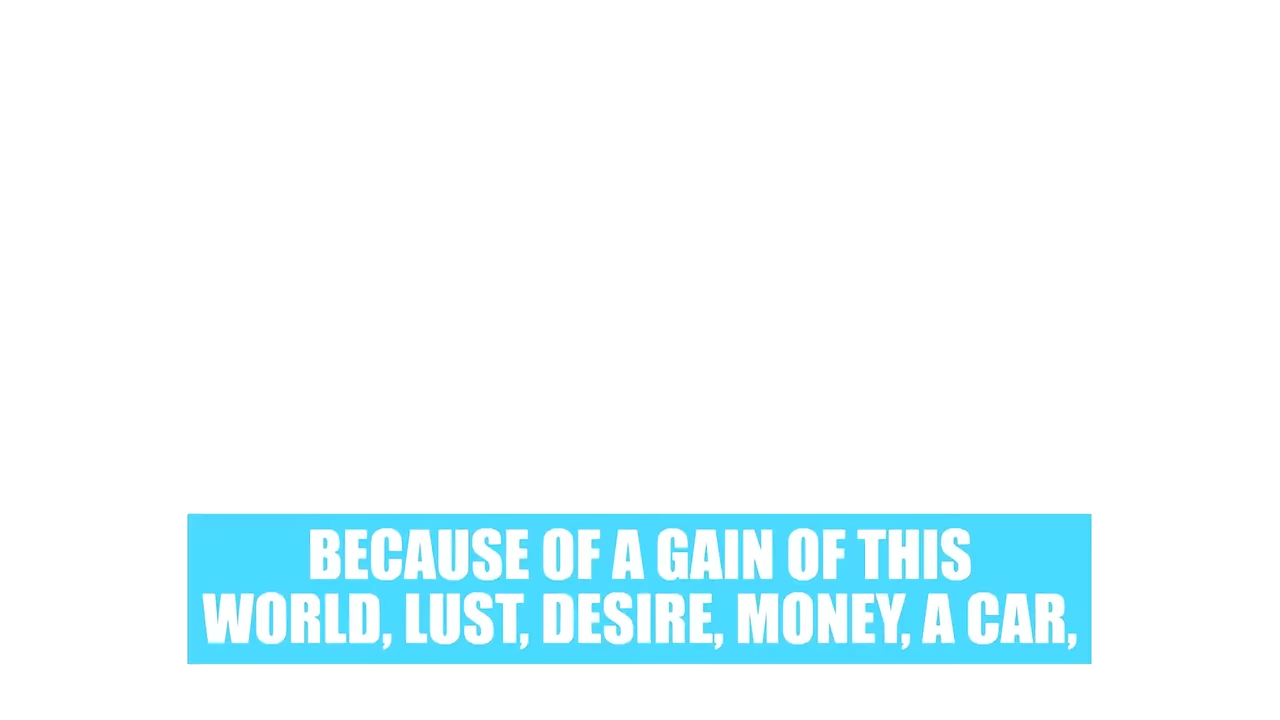 BECAUSE OF A GAIN OF THIS
WORLD, LUST, DESIRE, MONEY, A CAR,